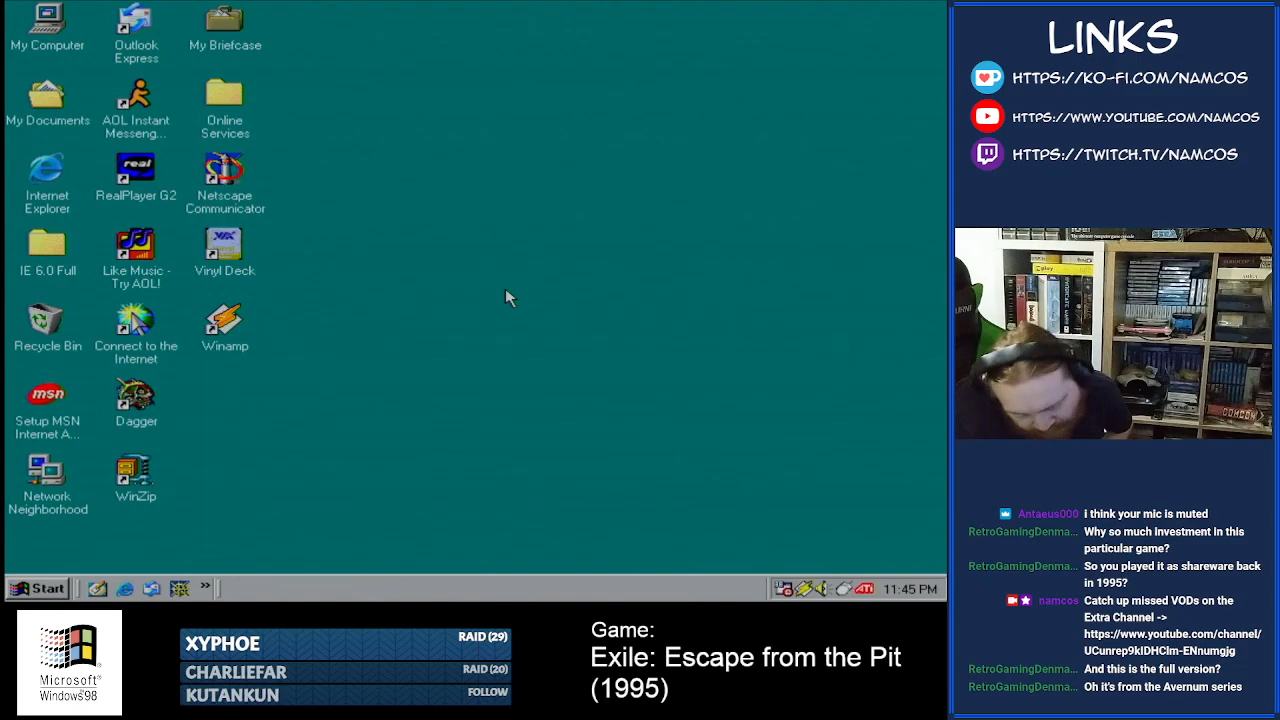 My Computer
Outlook
Express
My Briefcase
My Documents
AOL Instant
Messeng...
Online
Services
real
Internet
Explorer
RealPlayer G2
Netscape
Communicator
IE 6.0 Full
Like Music -
Try AOL!
Vinyl Deck
Recycle Bin
Connect to the
Internet
Winamp
msn
Setup MSN
Internet A...
Dagger
Network
Neighborhood
WinZip
Start
ATI
11:45 PM
Microsoft
Windows98
XYPHOE
RAID (29)
CHARLIEFAR
RAID (20)
KUTANKUN
FOLLOW
Game:
Exile: Escape from the Pit
(1995)
LINKS
HTTPS://KO-FI.COM/NAMCOS
HTTPS://WWW.YOUTUBE.COM/NAMCOS
HTTPS://TWITCH.TV/NAMCOS
Antaeus000 i think your mic is muted
RetroGamingDenma... Why so much investment in this
particular game?
RetroGamingDenma... So you played it as shareware back
in 1995?
namcos Catch up missed VODs on the
Extra Channel ->
https://www.youtube.com/channel/
RetroGamingDenma... And this is the full version?
RetroGamingDenma... Oh it's from the Avernum series